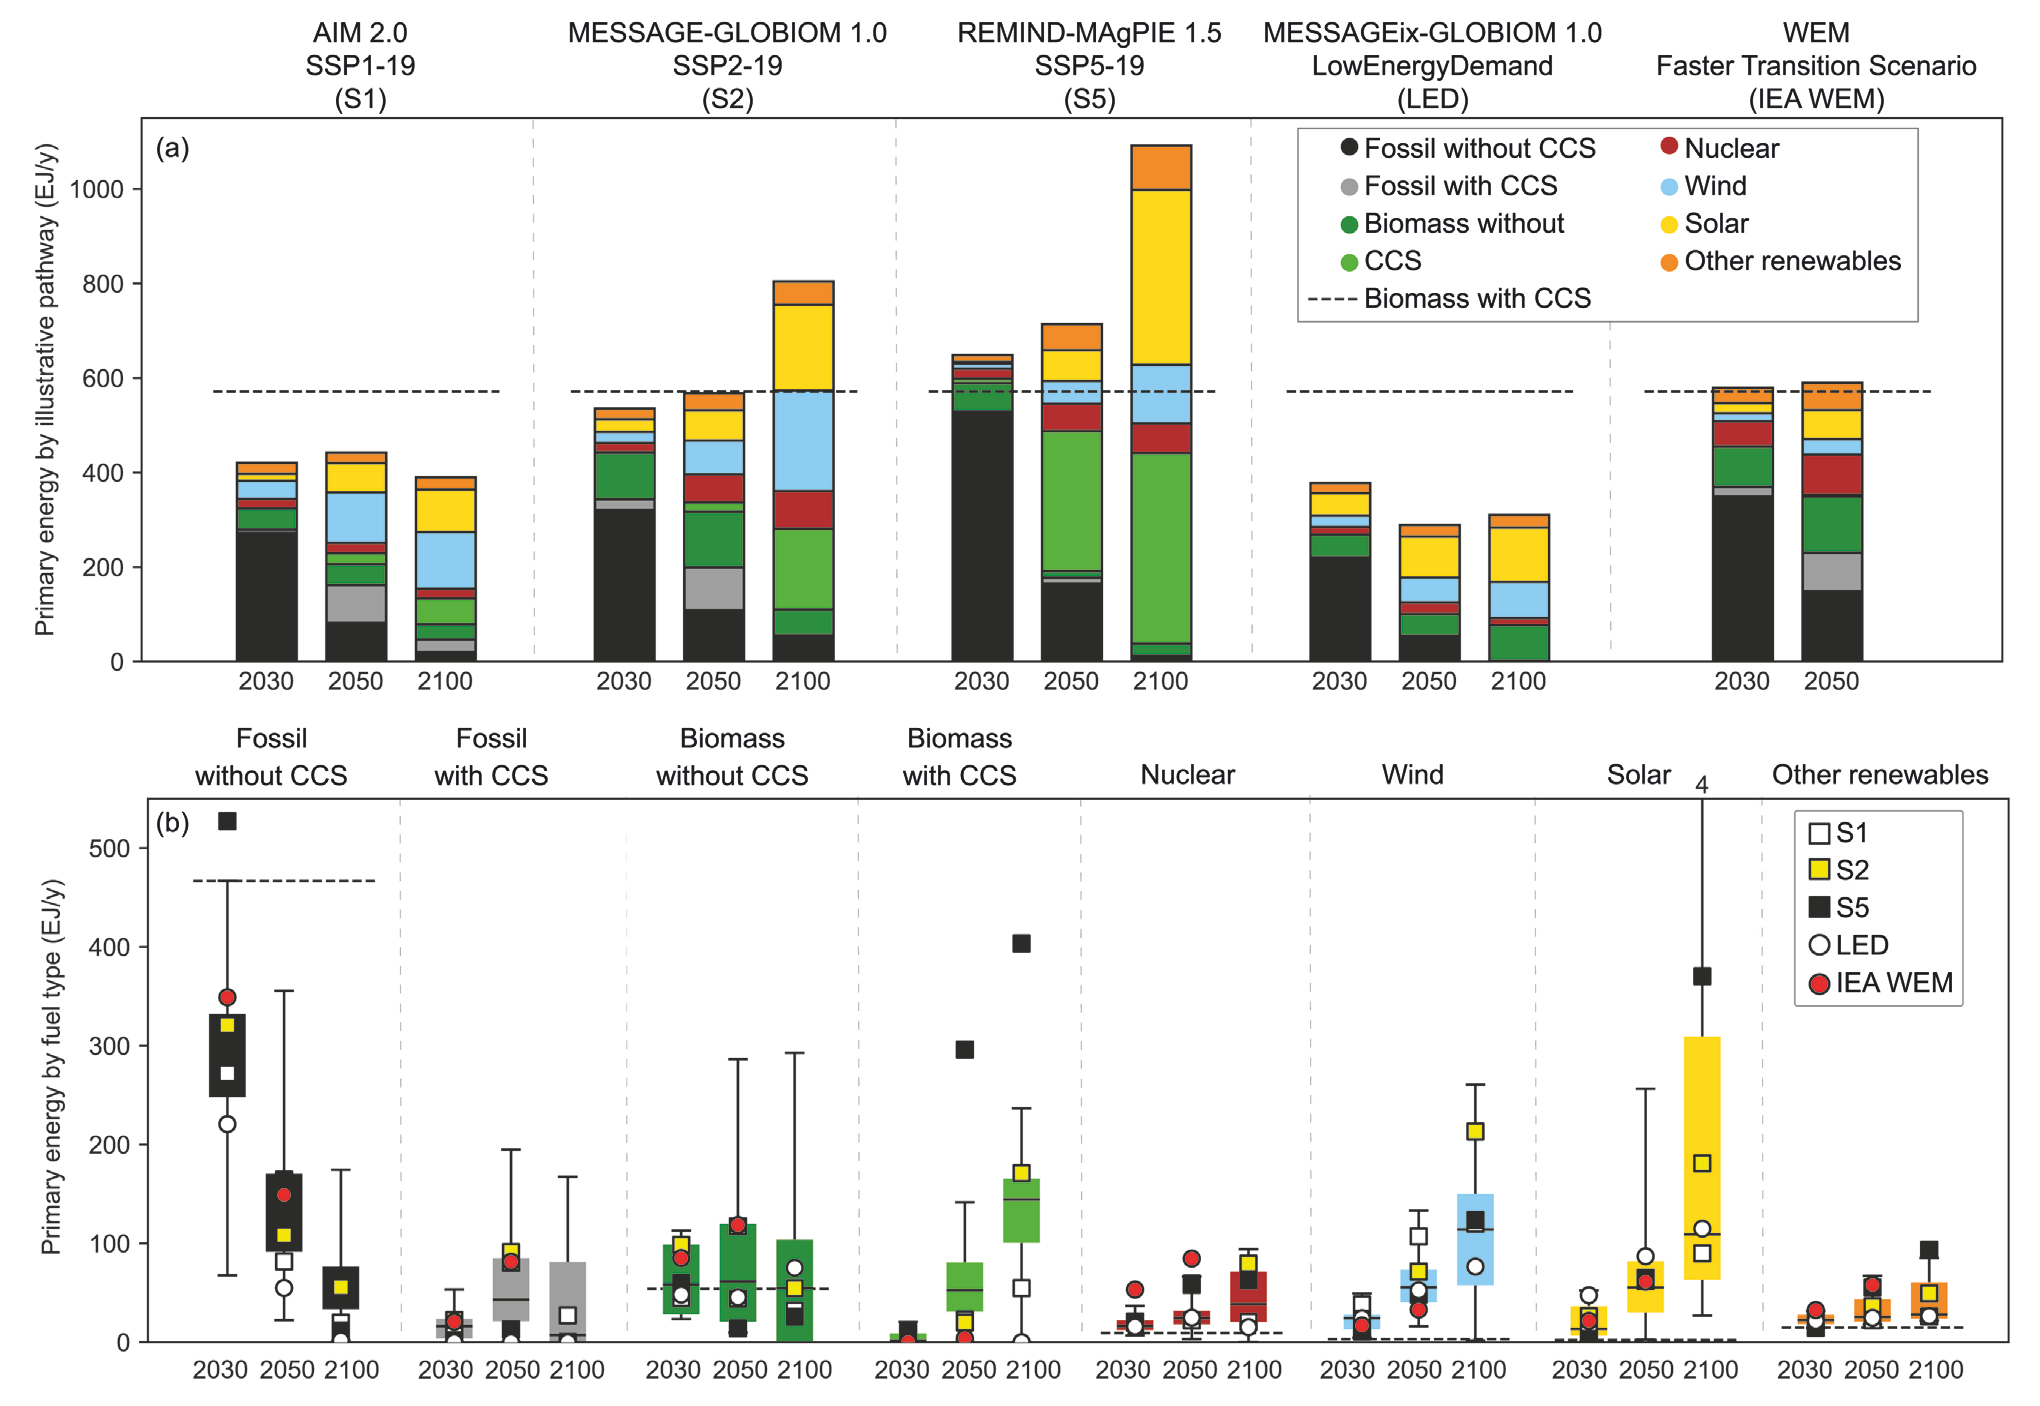 AIM 2.0
SSP1-19
(S1)
MESSAGE-GLOBIOM 1.0
SSP2-19
(S2)
REMIND-MAgPIE 1.5
SSP5-19
(S5)
MESSAGEix-GLOBIOM 1.0
LowEnergyDemand
(LED)
WEM
Faster Transition Scenario
(IEA WEM)
(a)
Primary energy by illustrative pathway (EJ/y)
1000
800
600
400
200
0
Fossil without CCS
Fossil with CCS
Biomass without
CCS
Biomass with CCS
Nuclear
Wind
Solar
Other renewables
2030 2050 2100
2030 2050 2100
2030 2050 2100
2030 2050 2100
2030 2050
Fossil
without CCS
Fossil
with CCS
Biomass
without CCS
Biomass
with CCS
Nuclear
Wind
Solar
4
Other renewables
(b)
Primary energy by fuel type (EJ/y)
500
400
300
200
100
0
S1
S2
S5
LED
IEA WEM
2030 2050 2100
2030 2050 2100
2030 2050 2100
2030 2050 2100
2030 2050 2100
2030 2050 2100
2030 2050 2100
2030 2050 2100